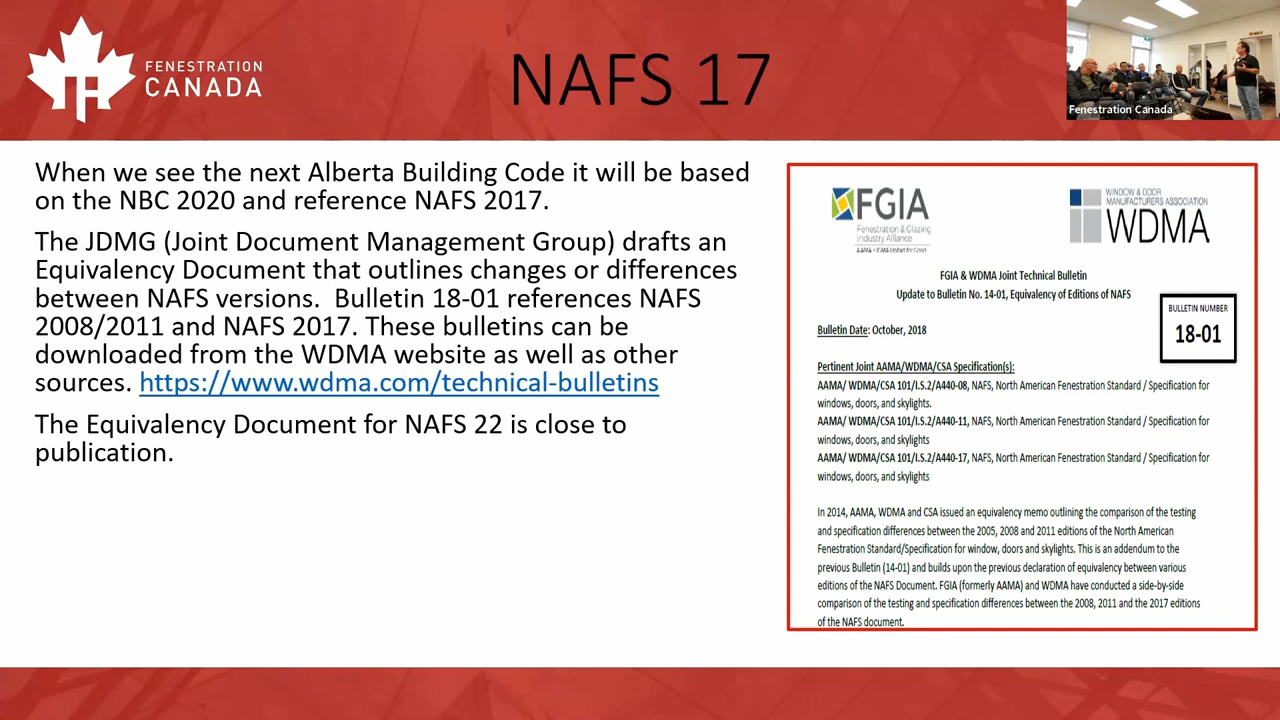 FENESTRATION
CANADA
NAFS 17
Fenestration Canada
When we see the next Alberta Building Code it will be based
on the NBC 2020 and reference NAFS 2017.
The JDMG (Joint Document Management Group) drafts an
Equivalency Document that outlines changes or differences
between NAFS versions.  Bulletin 18-01 references NAFS
2008/2011 and NAFS 2017. These bulletins can be
downloaded from the WDMA website as well as other
sources. https://www.wdma.com/technical-bulletins
The Equivalency Document for NAFS 22 is close to
publication.
FGIA
Fenestration & Glazing
Industry Alliance
AAMA + IGMA United for Good
WINDOW & DOOR
MANUFACTURERS ASSOCIATION
WDMA
FGIA & WDMA Joint Technical Bulletin
Update to Bulletin No. 14-01, Equivalency of Editions of NAFS
BULLETIN NUMBER
18-01
Bulletin Date: October, 2018
Pertinent Joint AAMA/WDMA/CSA Specification(s):
AAMA/ WDMA/CSA 101/I.S.2/A440-08, NAFS, North American Fenestration Standard / Specification for
windows, doors, and skylights.
AAMA/ WDMA/CSA 101/I.S.2/A440-11, NAFS, North American Fenestration Standard / Specification for
windows, doors, and skylights
AAMA/ WDMA/CSA 101/I.S.2/A440-17, NAFS, North American Fenestration Standard / Specification for
windows, doors, and skylights
In 2014, AAMA, WDMA and CSA issued an equivalency memo outlining the comparison of the testing
and specification differences between the 2005, 2008 and 2011 editions of the North American
Fenestration Standard/Specification for window, doors and skylights. This is an addendum to the
previous Bulletin (14-01) and builds upon the previous declaration of equivalency between various
editions of the NAFS Document. FGIA (formerly AAMA) and WDMA have conducted a side-by-side
comparison of the testing and specification differences between the 2008, 2011 and the 2017 editions
of the NAFS document.